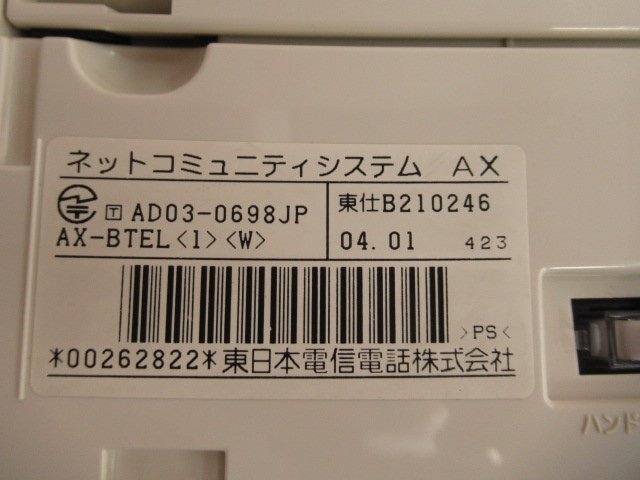 ネットコミュニティシステム AX
T AD03-0698JP
東仕B210246
AX-BTEL<1><W>
04.01 423
>PS<
*00262822*東日本電信電話株式会社
ハンド